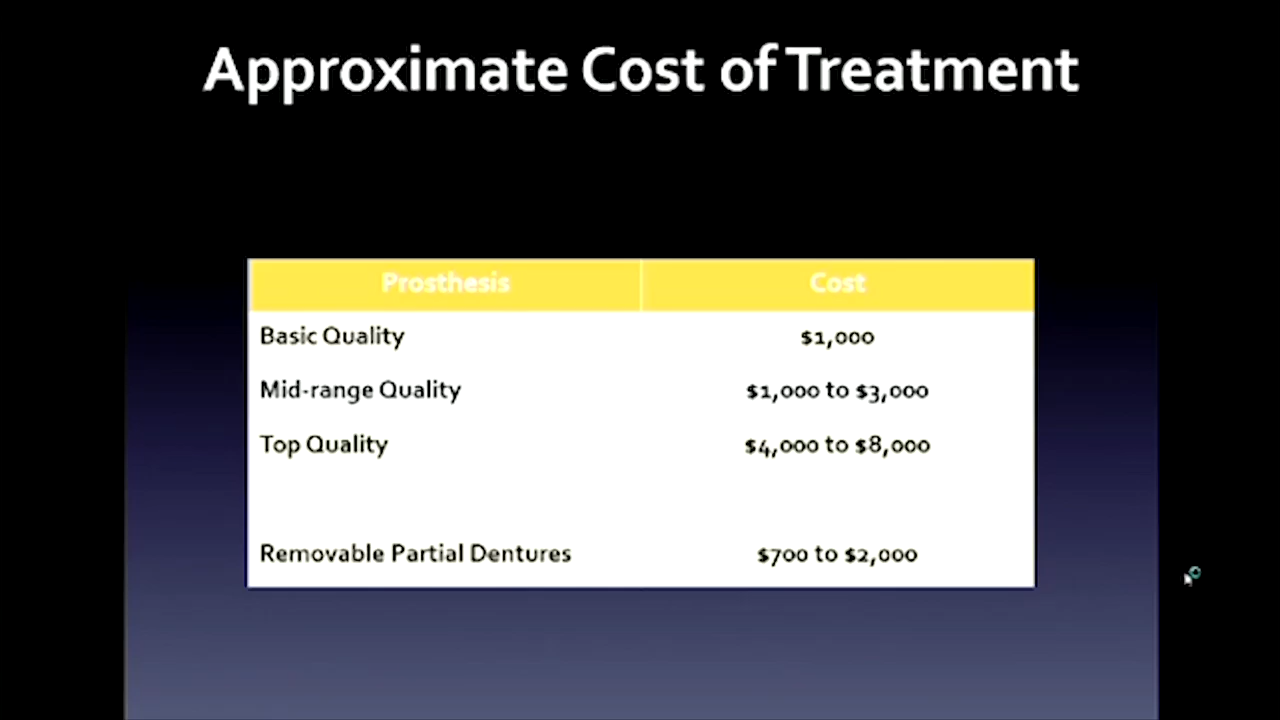 Approximate Cost of Treatment
Prosthesis Cost
Basic Quality $1,000
Mid-range Quality $1,000 to $3,000
Top Quality $4,000 to $8,000
Removable Partial Dentures $700 to $2,000